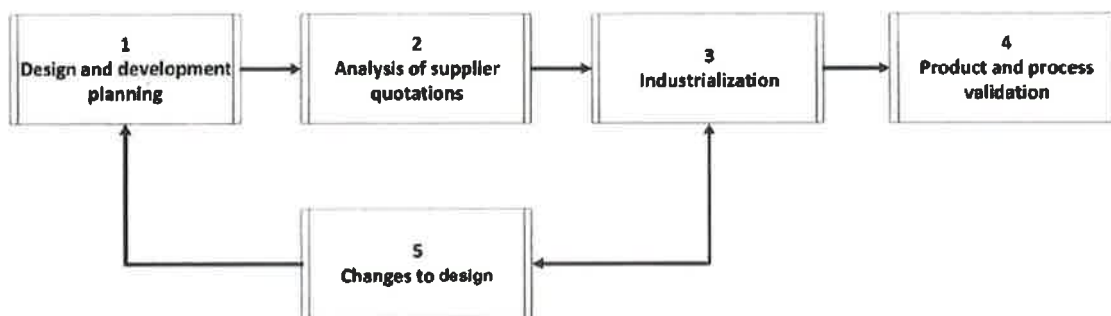 1
Design and development
planning
2
Analysis of supplier
quotations
3
Industrialization
4
Product and process
validation
5
Changes to design